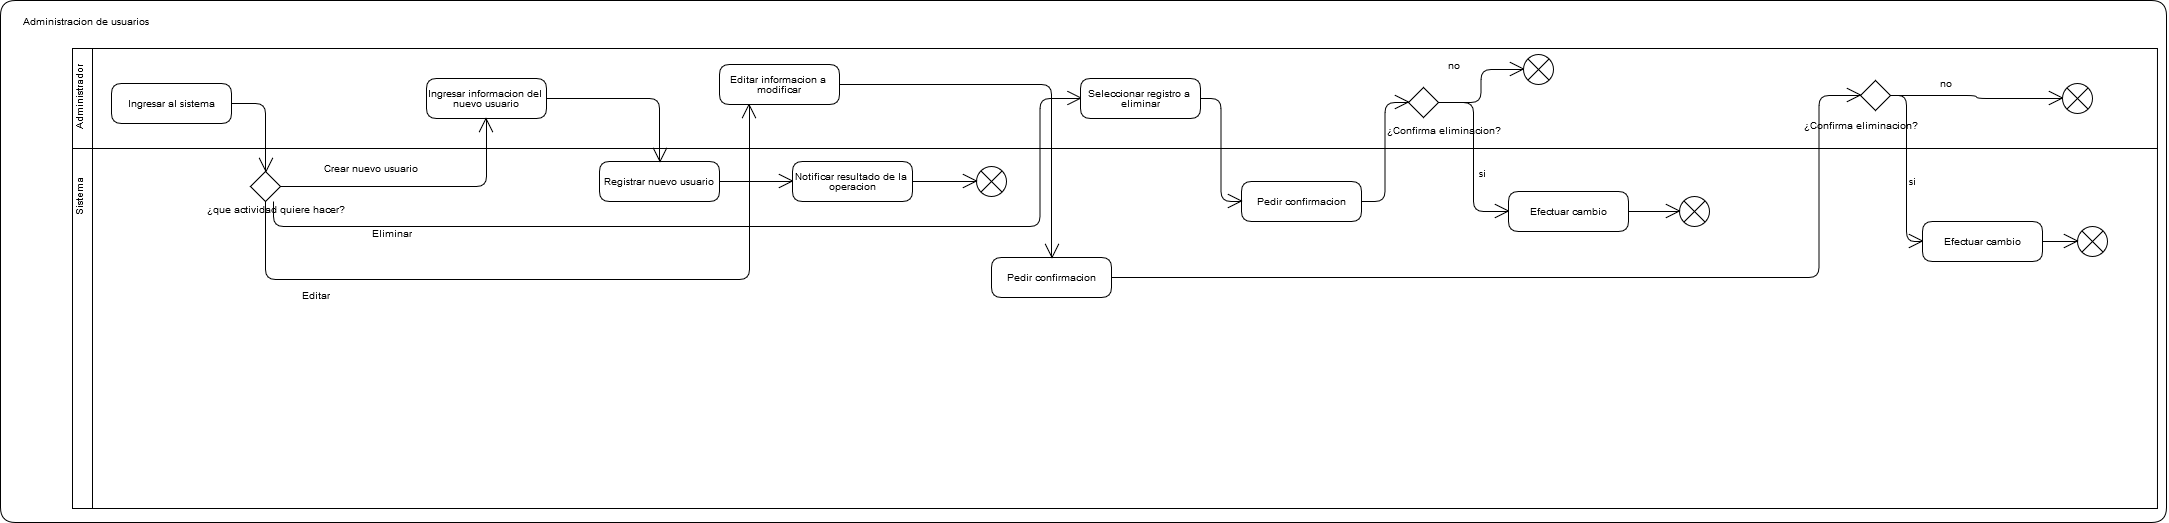 Administracion de usuarios
Administrador
Ingresar al sistema
Ingresar informacion del
nuevo usuario
Editar informacion a
modificar
Seleccionar registro a
eliminar
no
¿Confirma eliminacion?
no
¿Confirma eliminacion?
Sistema
Crear nuevo usuario
¿que actividad quiere hacer?
Eliminar
Editar
Registrar nuevo usuario
Notificar resultado de la
operacion
Pedir confirmacion
si
Efectuar cambio
Pedir confirmacion
si
Efectuar cambio